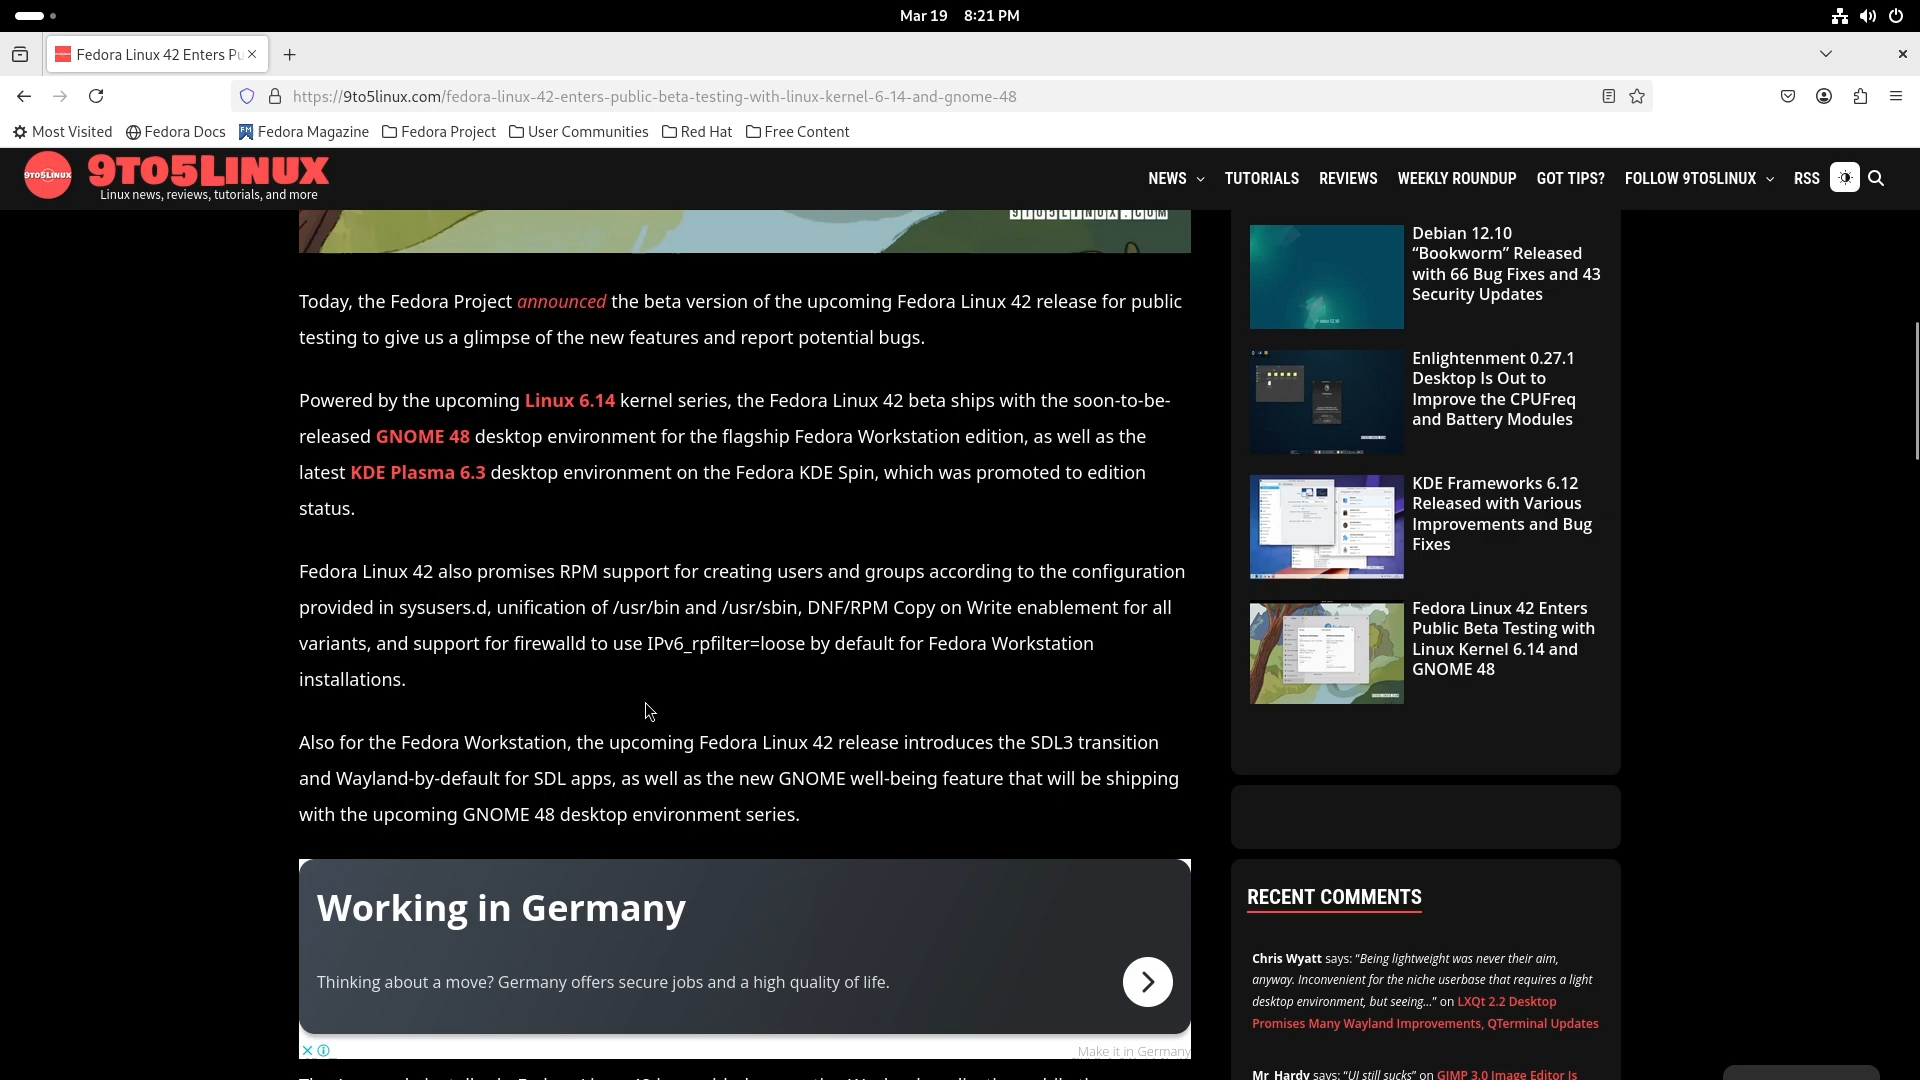 Mar 19 8:21 PM
Fedora Linux 42 Enters Pu
https://9to5linux.com/fedora-linux-42-enters-public-beta-testing-with-linux-kernel-6-14-and-gnome-48
Most Visited Fedora Docs Fedora Magazine Fedora Project User Communities Red Hat Free Content
9TO5LINUX
9TO5LINUX
Linux news, reviews, tutorials, and more
NEWS TUTORIALS REVIEWS WEEKLY ROUNDUP GOT TIPS? FOLLOW 9TO5LINUX RSS
9TO5LINUX.COM
Today, the Fedora Project announced the beta version of the upcoming Fedora Linux 42 release for public
testing to give us a glimpse of the new features and report potential bugs.
Powered by the upcoming Linux 6.14 kernel series, the Fedora Linux 42 beta ships with the soon-to-be-
released GNOME 48 desktop environment for the flagship Fedora Workstation edition, as well as the
latest KDE Plasma 6.3 desktop environment on the Fedora KDE Spin, which was promoted to edition
status.
Fedora Linux 42 also promises RPM support for creating users and groups according to the configuration
provided in sysusers.d, unification of /usr/bin and /usr/sbin, DNF/RPM Copy on Write enablement for all
variants, and support for firewalld to use IPv6_rpfilter=loose by default for Fedora Workstation
installations.
Also for the Fedora Workstation, the upcoming Fedora Linux 42 release introduces the SDL3 transition
and Wayland-by-default for SDL apps, as well as the new GNOME well-being feature that will be shipping
with the upcoming GNOME 48 desktop environment series.
Working in Germany
Thinking about a move? Germany offers secure jobs and a high quality of life.
Make it in Germany
Debian 12.10
“Bookworm” Released
with 66 Bug Fixes and 43
Security Updates
Enlightenment 0.27.1
Desktop Is Out to
Improve the CPUFreq
and Battery Modules
KDE Frameworks 6.12
Released with Various
Improvements and Bug
Fixes
Fedora Linux 42 Enters
Public Beta Testing with
Linux Kernel 6.14 and
GNOME 48
RECENT COMMENTS
Chris Wyatt says: “Being lightweight was never their aim,
anyway. Inconvenient for the niche userbase that requires a light
desktop environment, but seeing…” on LXQt 2.2 Desktop
Promises Many Wayland Improvements, QTerminal Updates
Mr_Hardy says: “UI still sucks” on GIMP 3.0 Image Editor Is